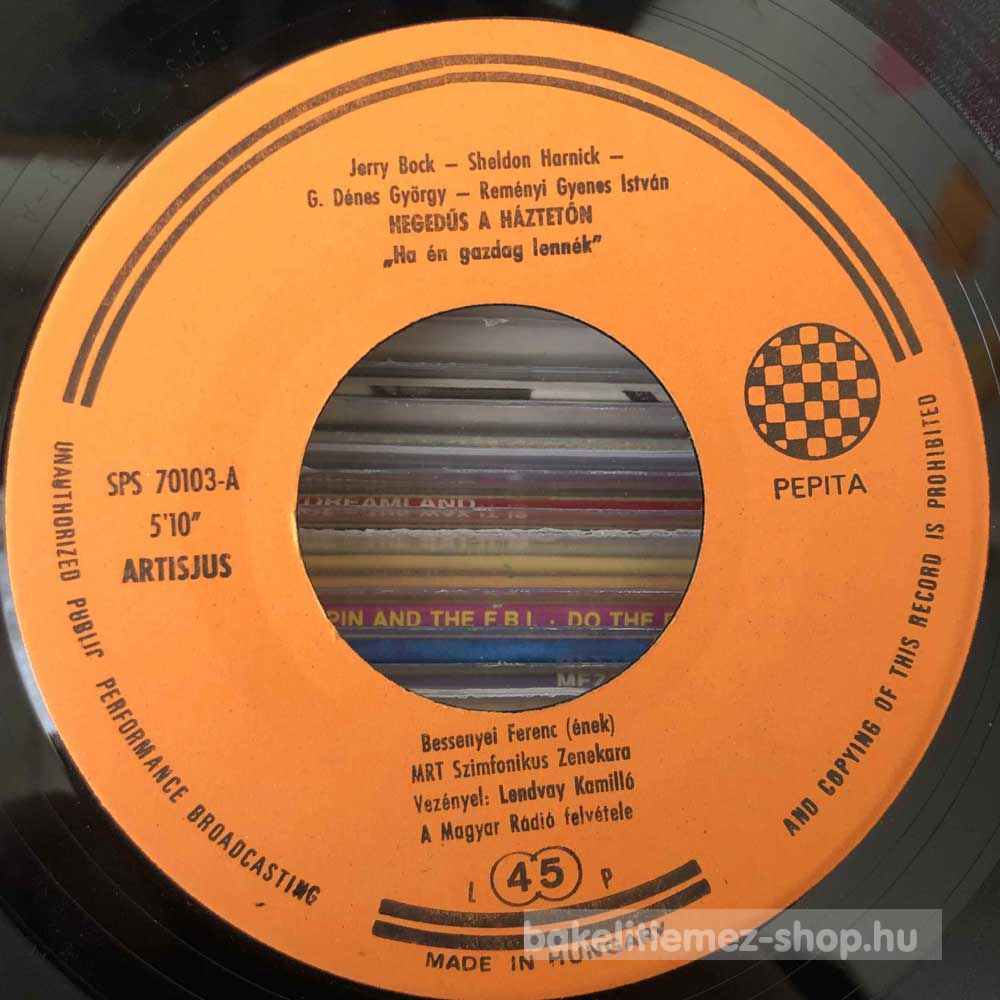 Jerry Bock – Sheldon Harnick –
G. Dénes György – Reményi Gyenes István
HEGEDŰS A HÁZTETŐN
„Ha én gazdag lennék”
PEPITA
SPS 70103-A
5'10"
ARTISJUS
DREAMLAND
PIN AND THE F.B.I. · DO THE
MEZ
Bessenyei Ferenc (ének)
MRT Szimfonikus Zenekara
Vezényel: Lendvay Kamilló
A Magyar Rádió felvétele
L 45 P
MADE IN HUNGARY
UNAUTHORIZED PUBLIC PERFORMANCE BROADCASTING
AND COPYING OF THIS RECORD IS PROHIBITED
bakelitlemez-shop.hu